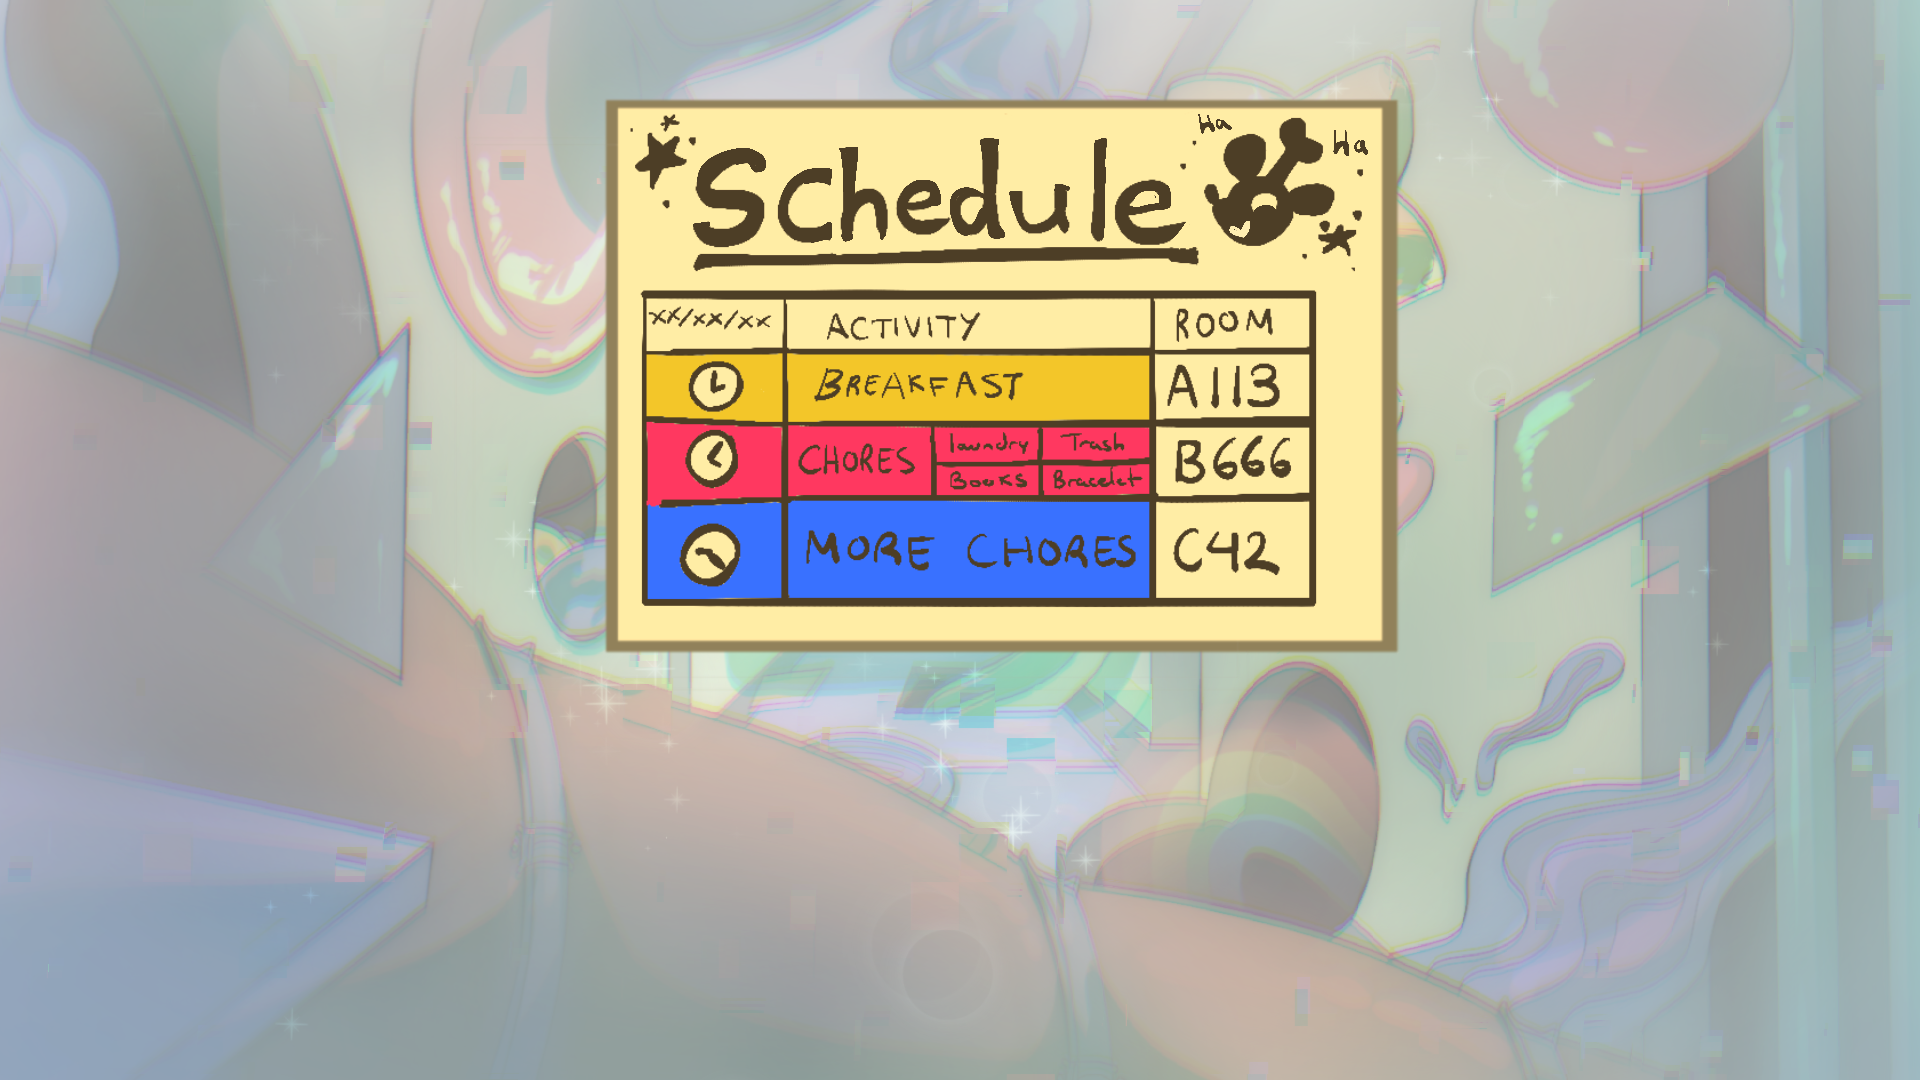 Ha
Ha
Schedule
xx/xx/xx ACTIVITY ROOM
BREAKFAST A113
CHORES laundry Trash B666
Books Bracelet
MORE CHORES C42